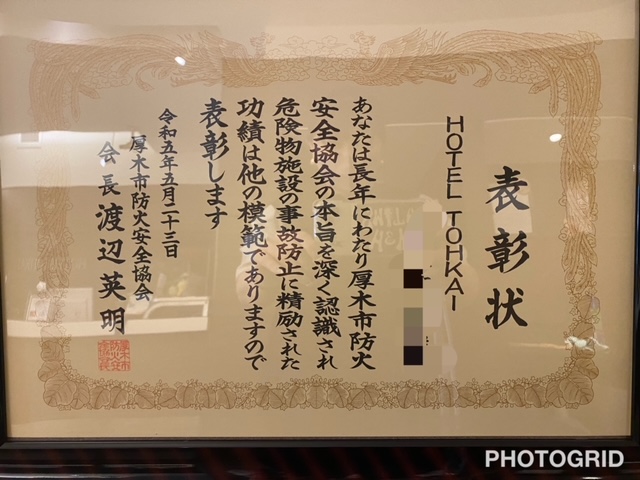 表彰状
HOTEL TOHKAI
あなたは長年にわたり厚木市防火
安全協会の本旨を深く認識され
危険物施設の事故防止に精励された
功績は他の模範でありますので
表彰します
令和五年五月二十三日
厚木市防火安全協会
会長 渡辺英明
PHOTOGRID